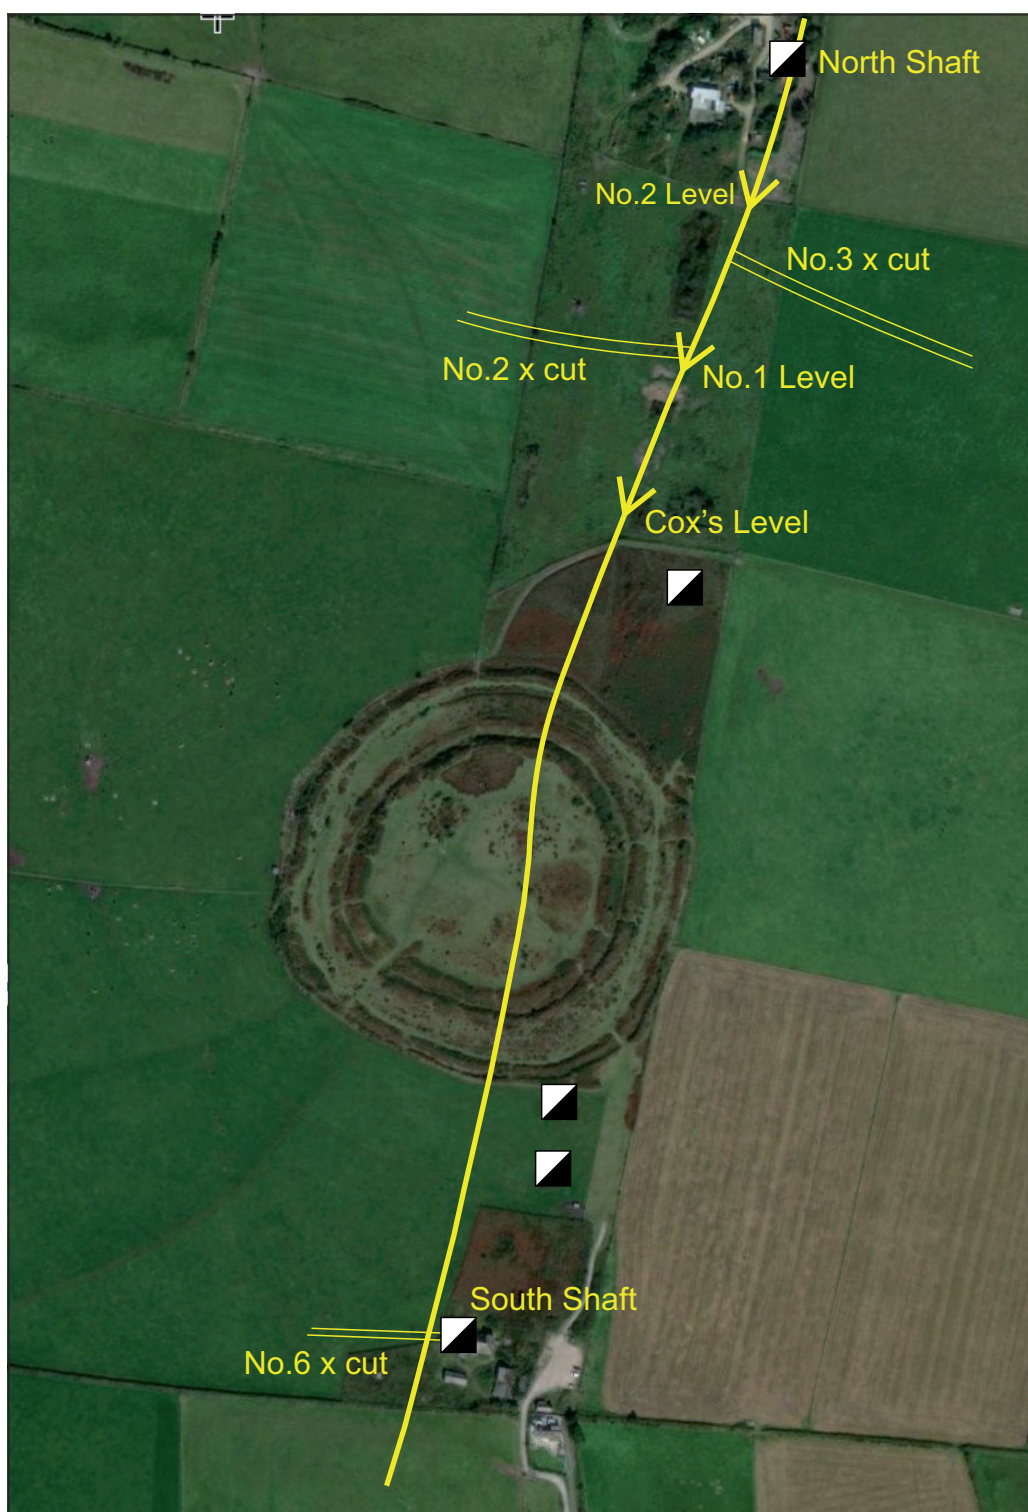 North Shaft
No.2 Level
No.3 x cut
No.2 x cut
No.1 Level
Cox’s Level
South Shaft
No.6 x cut